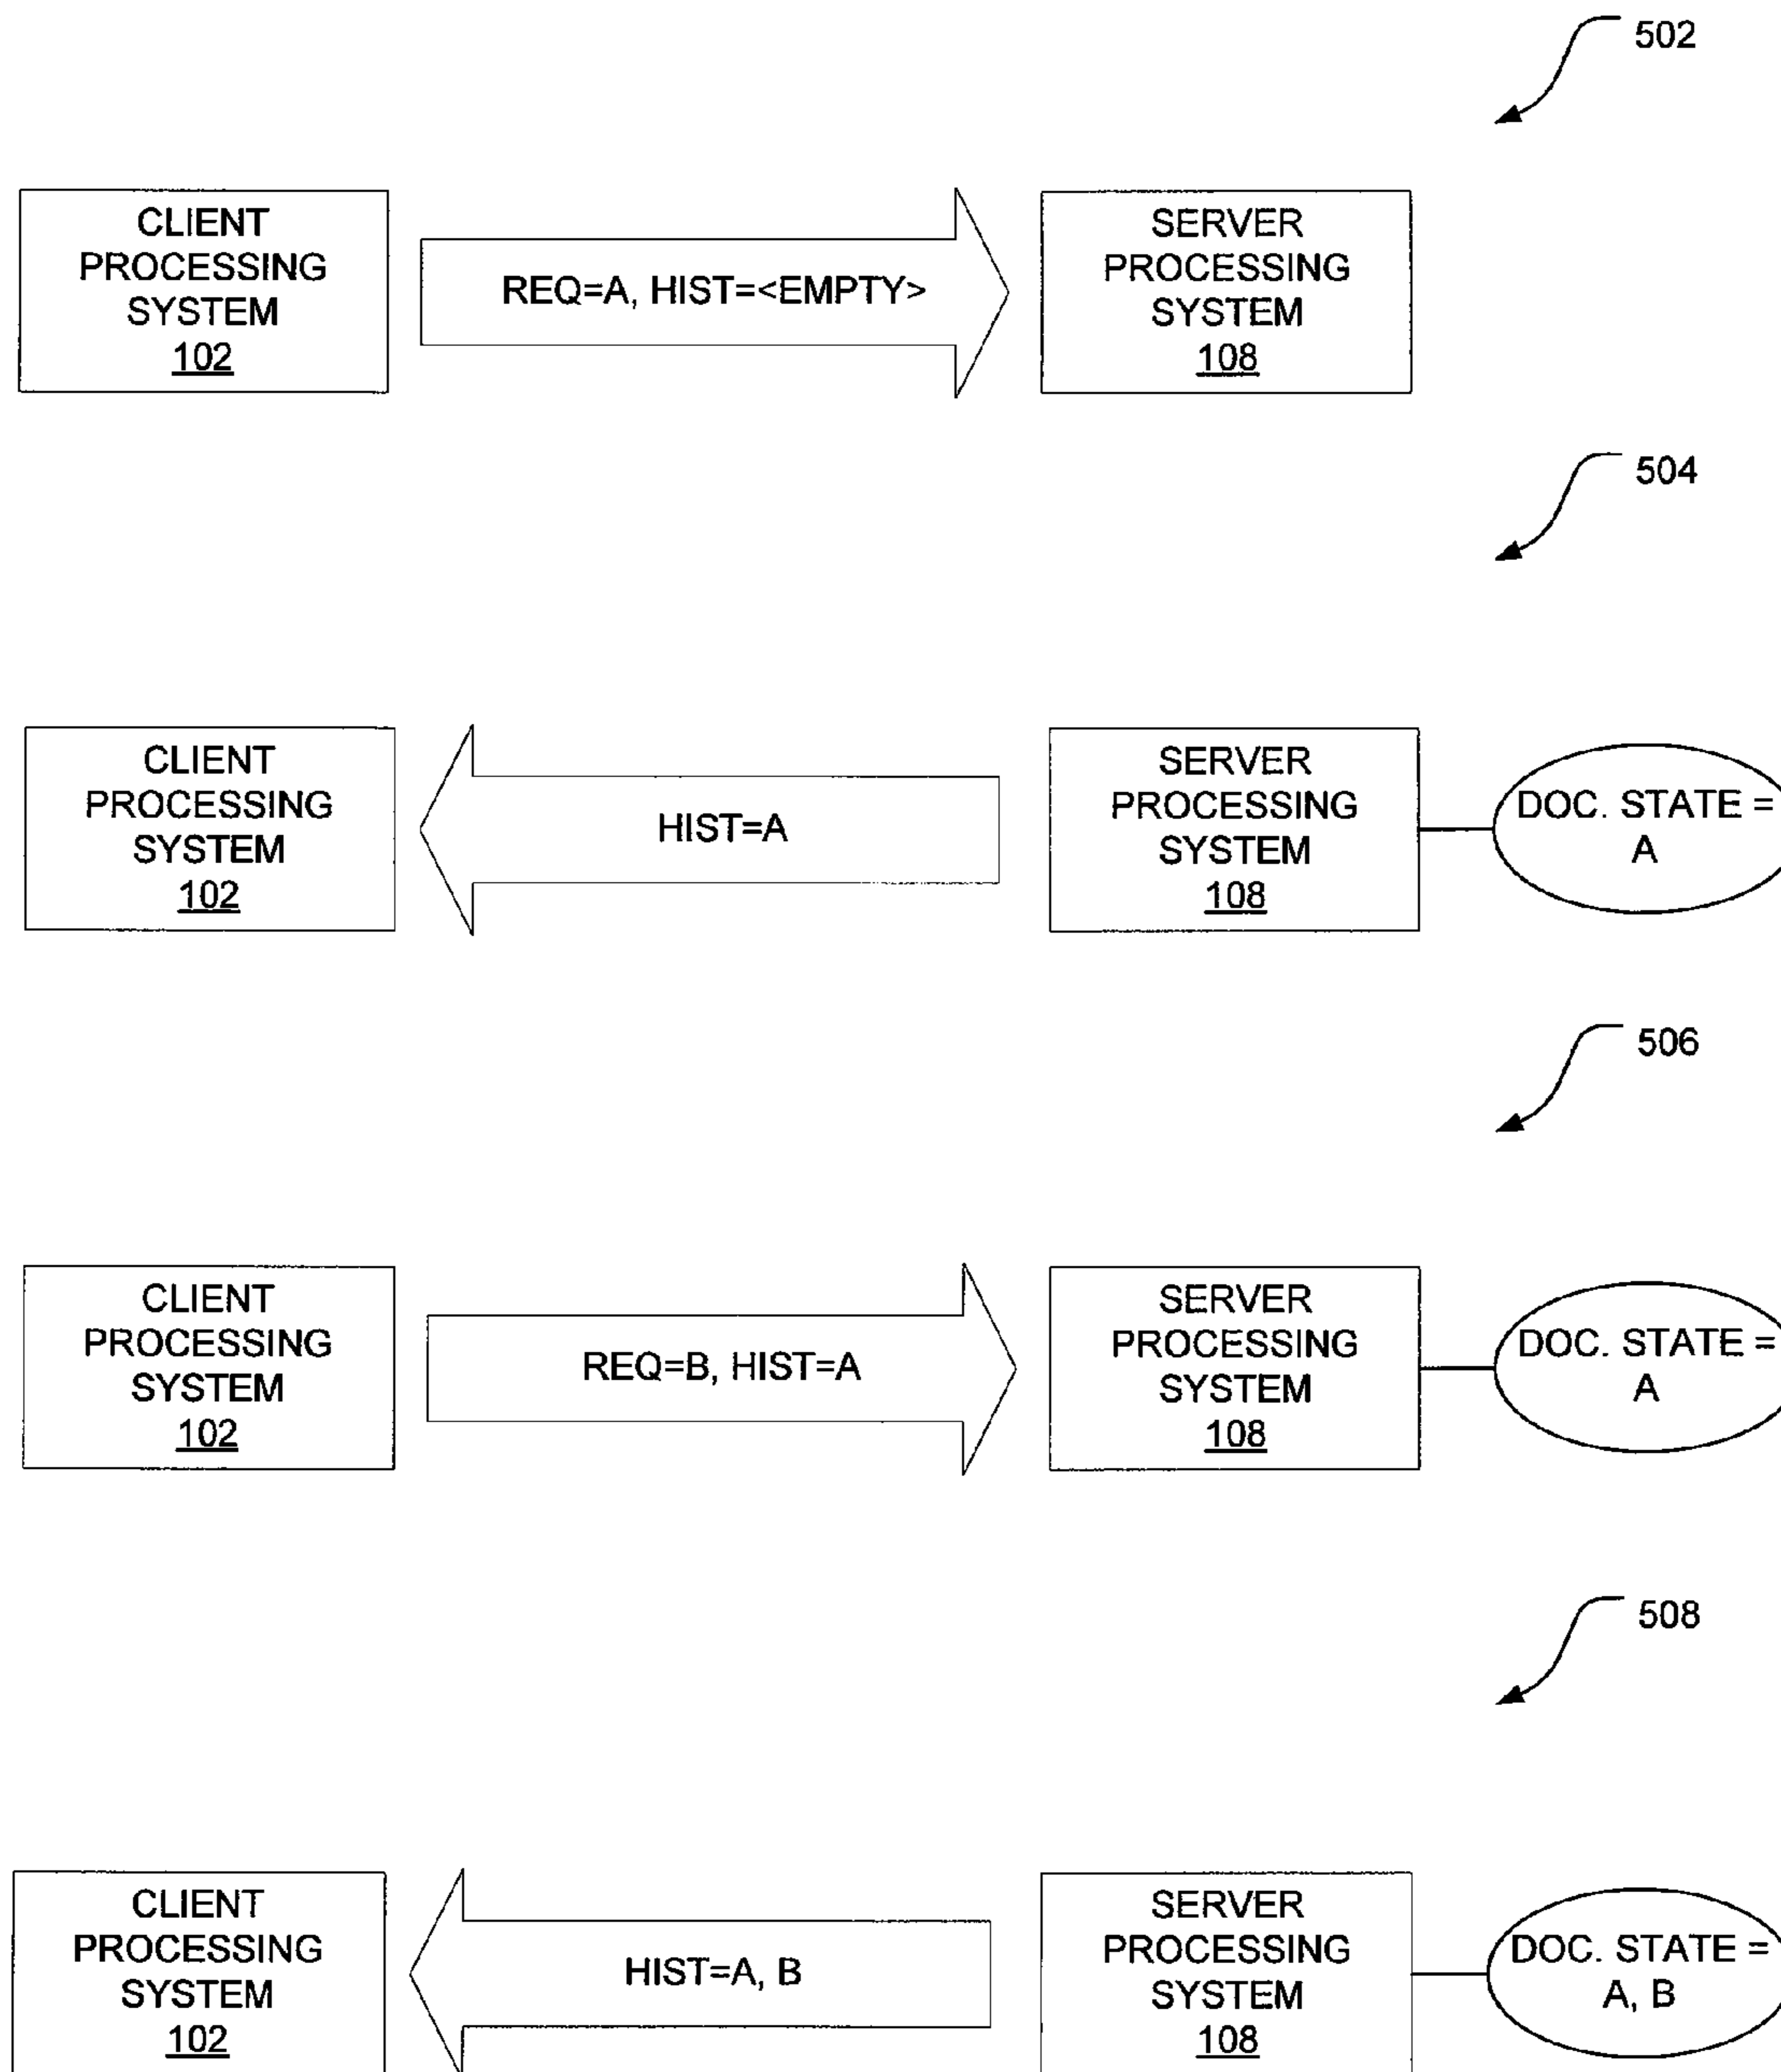 502
CLIENT
PROCESSING
SYSTEM
102
REQ=A, HIST=<EMPTY>
SERVER
PROCESSING
SYSTEM
108
504
CLIENT
PROCESSING
SYSTEM
102
HIST=A
SERVER
PROCESSING
SYSTEM
108
DOC. STATE =
A
506
CLIENT
PROCESSING
SYSTEM
102
REQ=B, HIST=A
SERVER
PROCESSING
SYSTEM
108
DOC. STATE =
A
508
CLIENT
PROCESSING
SYSTEM
102
HIST=A, B
SERVER
PROCESSING
SYSTEM
108
DOC. STATE =
A, B